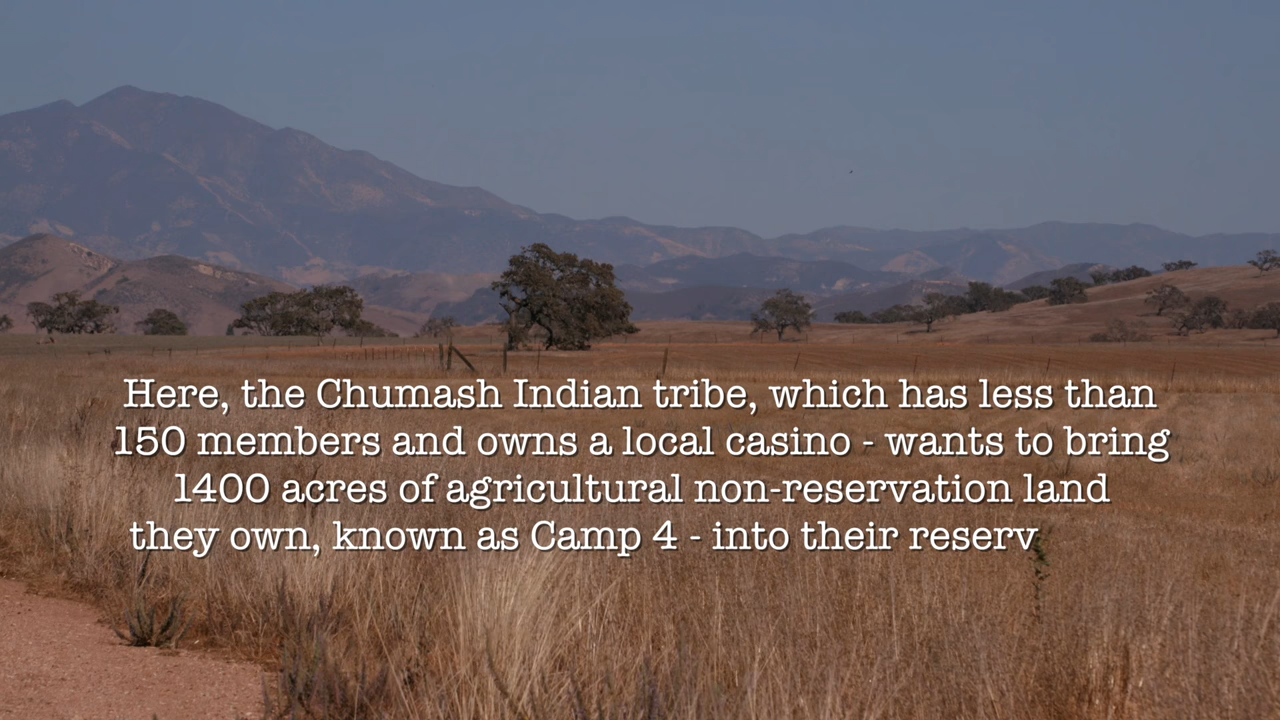 Here, the Chumash Indian tribe, which has less than
150 members and owns a local casino - wants to bring
1400 acres of agricultural non-reservation land
they own, known as Camp 4 - into their reserv